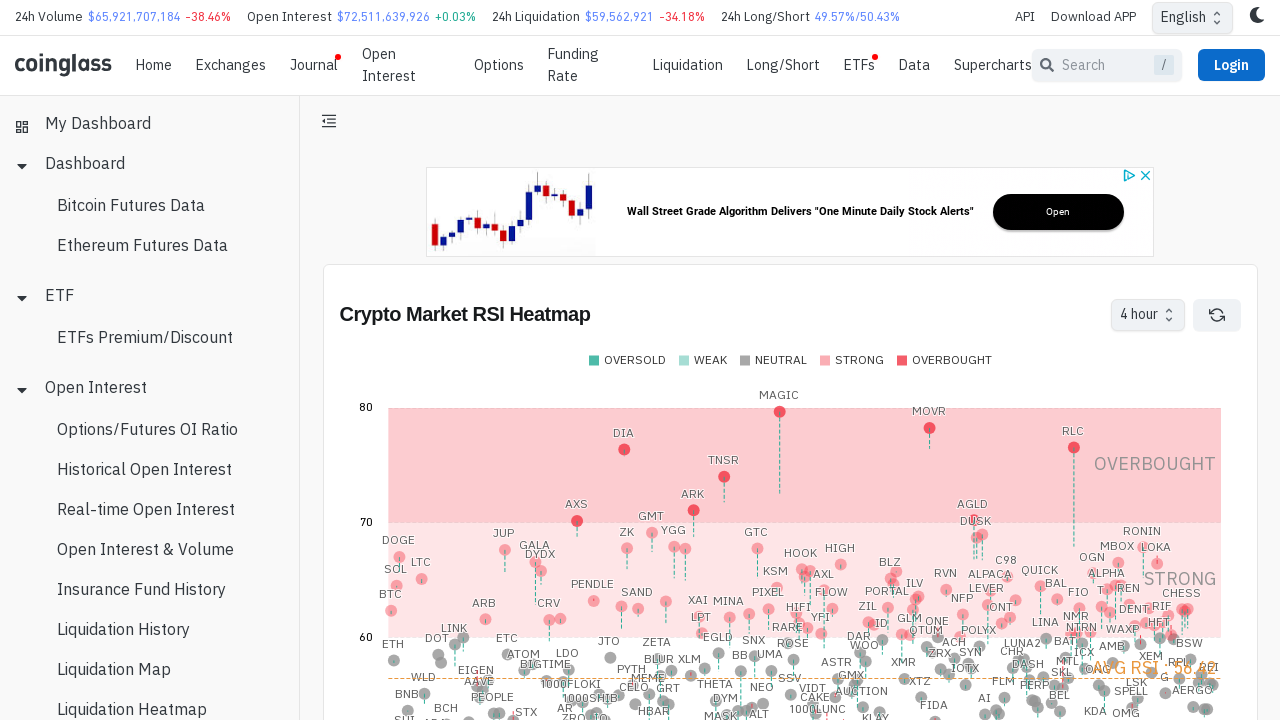 24h Volume $65,921,707,184 -38.46% Open Interest $72,511,639,926 +0.03% 24h Liquidation $59,562,921 -34.18% 24h Long/Short 49.57%/50.43% API Download APP English
coinglass Home Exchanges Journal Open Interest Options Funding Rate Liquidation Long/Short ETFs Data Supercharts Search / Login
My Dashboard
Dashboard
Bitcoin Futures Data
Ethereum Futures Data
ETF
ETFs Premium/Discount
Open Interest
Options/Futures OI Ratio
Historical Open Interest
Real-time Open Interest
Open Interest & Volume
Insurance Fund History
Liquidation History
Liquidation Map
Liquidation Heatmap
Wall Street Grade Algorithm Delivers "One Minute Daily Stock Alerts" Open
Crypto Market RSI Heatmap 4 hour
OVERSOLD WEAK NEUTRAL STRONG OVERBOUGHT
MAGIC
80
MOVR
DIA RLC
TNSR OVERBOUGHT
ARK
AXS AGLD
GMT DUSK
70
DOGE JUP ZK YGG GTC RONIN
GALA HOOK HIGH MBOX LOKA
DYDX OGN
SOL LTC KSM AXL BLZ C98 QUICK
RVN ALPACA ALPHA STRONG
BTC PENDLE SAND PIXEL FLOW PORTAL ILV LEVER BAL REN CHESS
ARB CRV XAI MINA HIFI ZIL NFP ONT FIO DENT RIF
LPT YFI GLM ONE LINA NMR
60
LINK RARE ID QTUM POLYX NTRN WAXP HFT
ETH DOT ETC JTO ZETA EGLD SNX ROSE DAR WOO ACH LUNA2 BAT AMB BSW
ATOM LDO BLUR XLM UMA ASTR XMR ZRX SYN CHR ICX XEM
WLD EIGEN BIGTIME PYTH MEME SSV GMX IOTX DASH MTL RPL REI
AAVE 1000FLOKI CELO GRT THETA NEO VIDT XTZ FLM PERP SKL LSK G
BNB PEOPLE 1000SHIB DYM CAKE AUCTION AI BEL SPELL AERGO
BCH STX AR HBAR MASK ALT 1000LUNC KLAY FIDA KDA OMG
SUI ZRO IO
AVG RSI